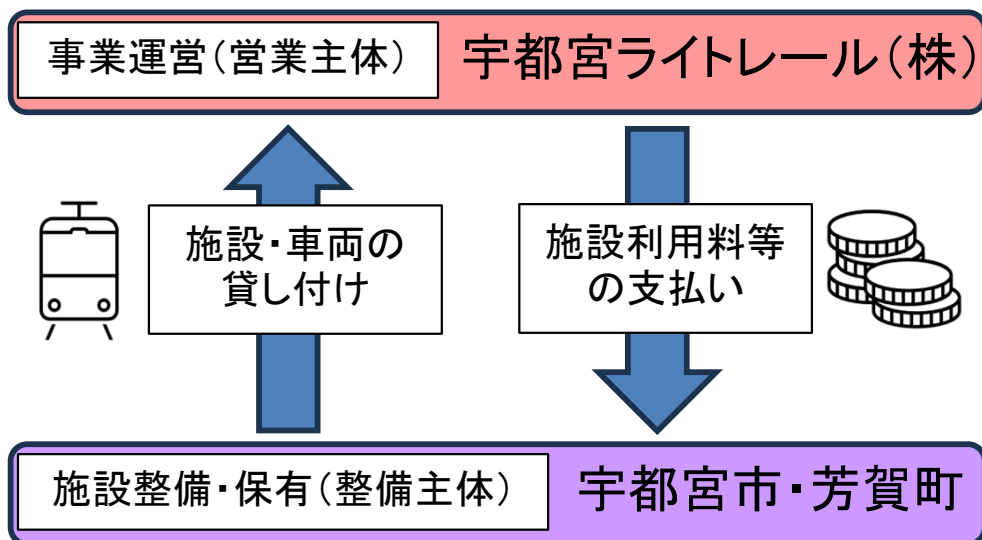 事業運営(営業主体)
宇都宮ライトレール(株)
施設・車両の
貸し付け
施設利用料等
の支払い
施設整備・保有(整備主体)
宇都宮市・芳賀町